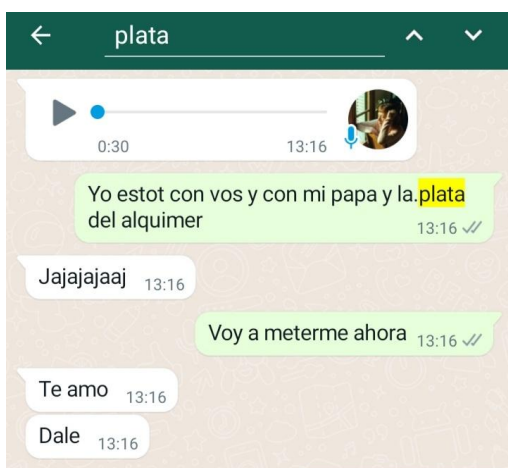 plata
0:30 13:16
Yo estot con vos y con mi papa y la.plata
del alquimer
13:16
Jajajajaaj 13:16
Voy a meterme ahora 13:16
Te amo 13:16
Dale 13:16